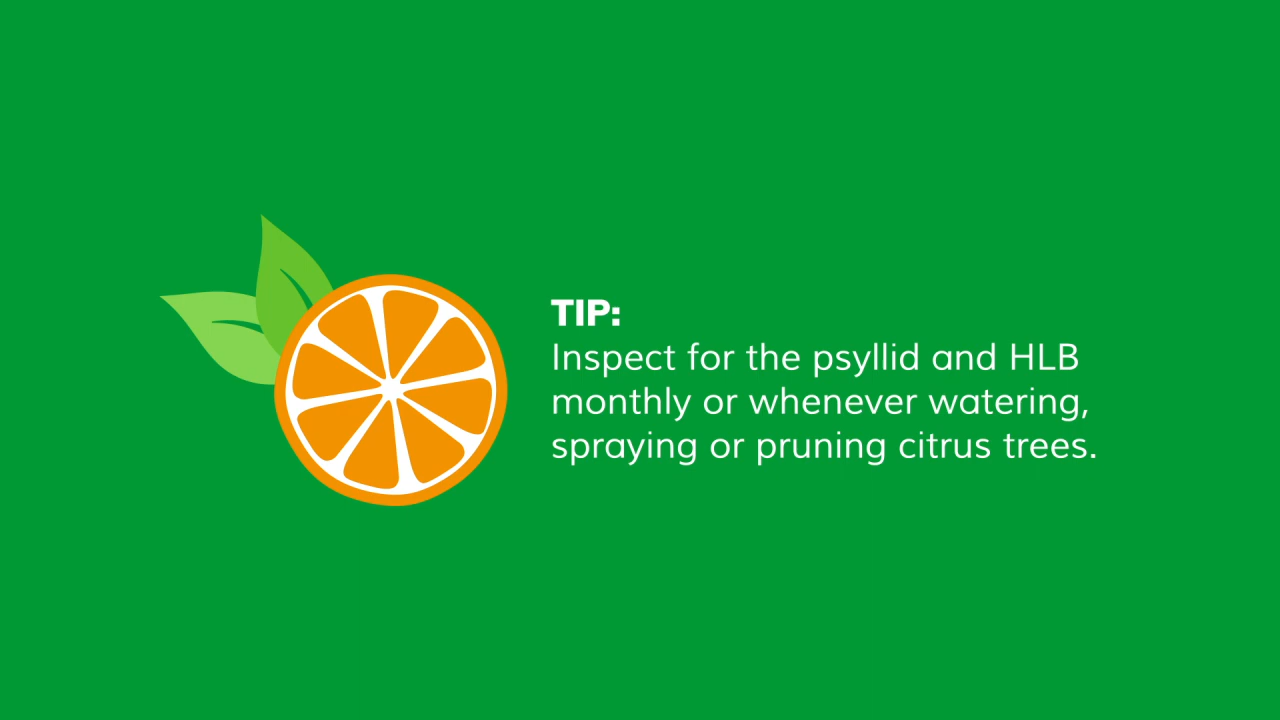 TIP:
Inspect for the psyllid and HLB
monthly or whenever watering,
spraying or pruning citrus trees.